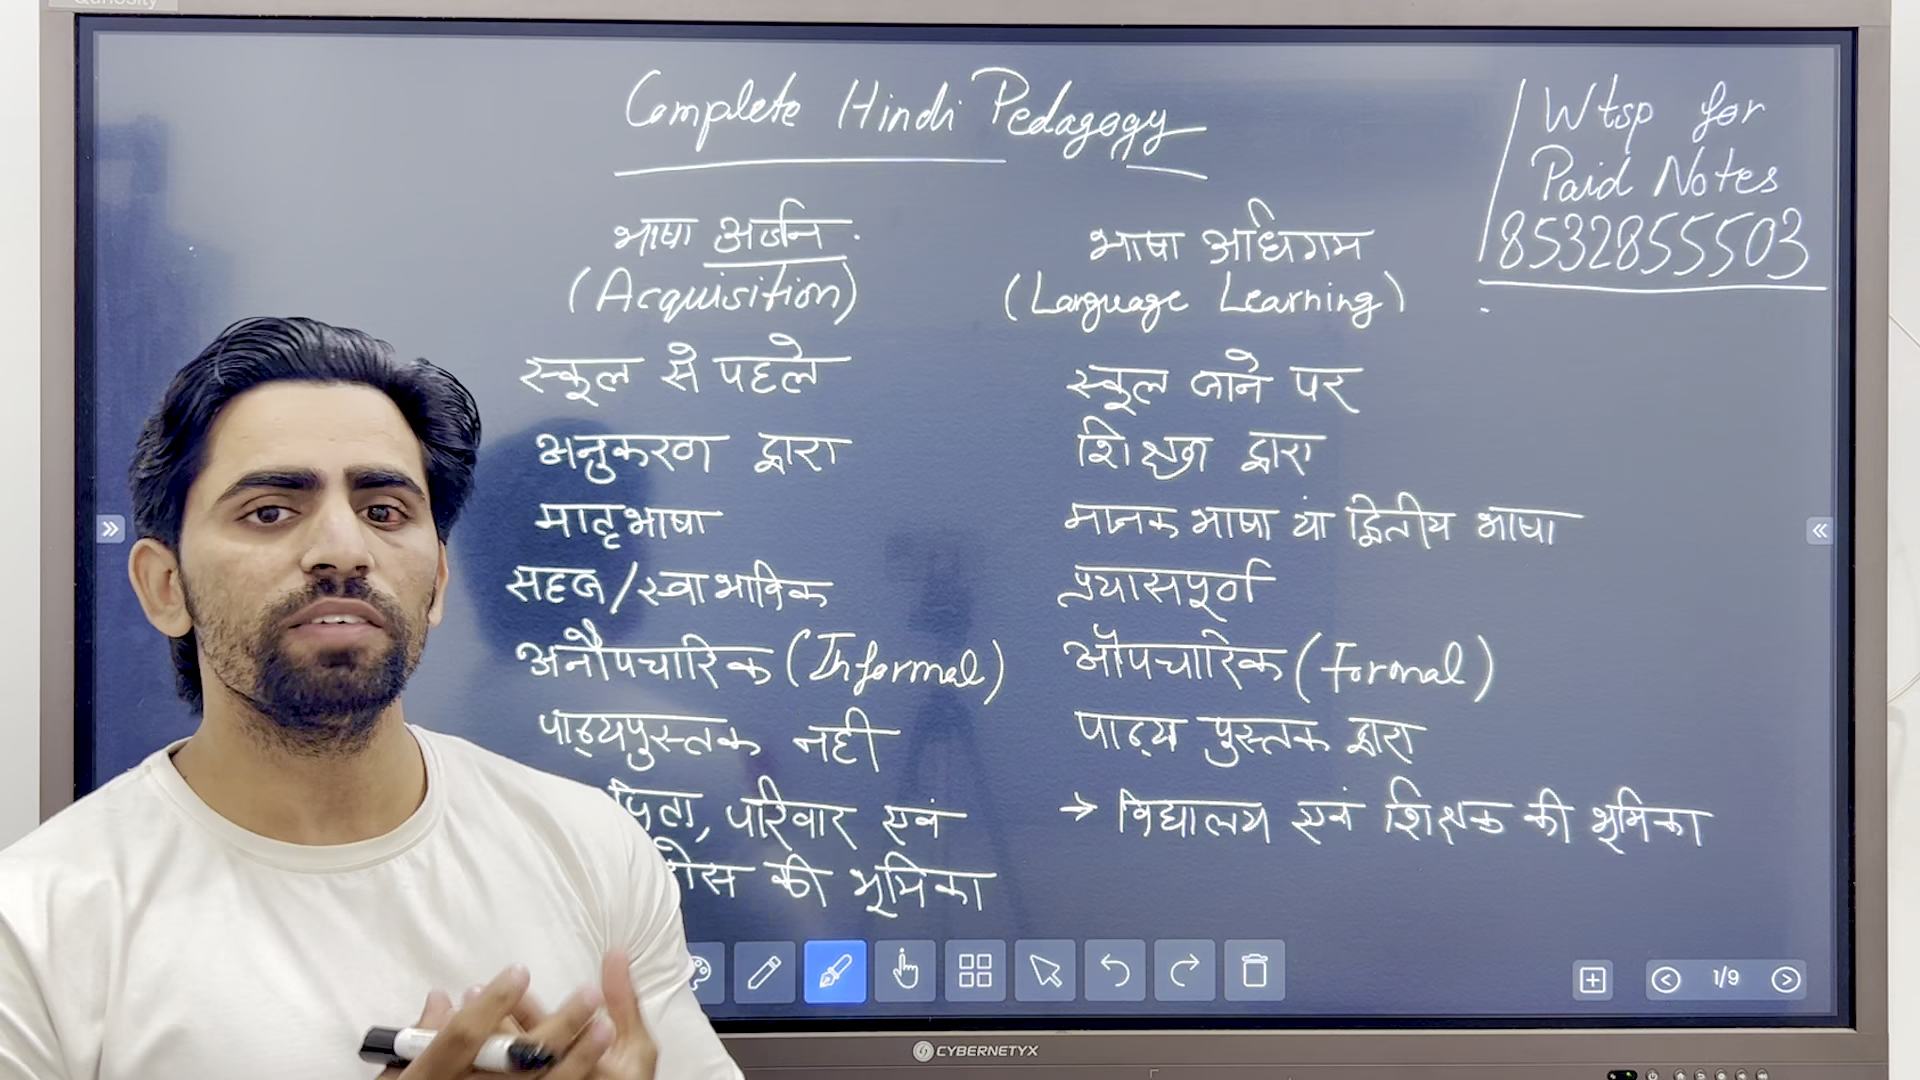 Curiosity
Complete Hindi Pedagogy
Wtsp for
Paid Notes
8532855503
भाषा अर्जन
(Acquisition)
भाषा अधिगम
(Language Learning)
स्कूल से पहले
स्कूल जाने पर
अनुकरण द्वारा
शिक्षण द्वारा
मातृभाषा
मानक भाषा या द्वितीय भाषा
सहज/स्वाभाविक
प्रयासपूर्ण
अनौपचारिक (Informal)
औपचारिक (Formal)
पाठ्यपुस्तक नही
पाठ्य पुस्तक द्वारा
पिता, परिवार एवं
→ विद्यालय एवं शिक्षक की भूमिका
की भूमिका
1/9
CYBERNETYX